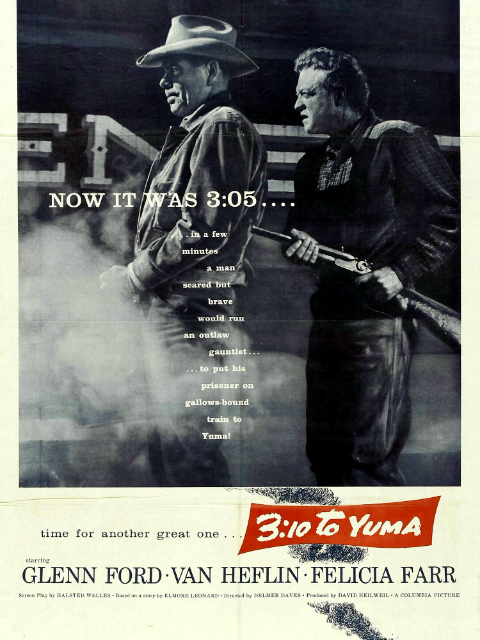 EN
NOW IT WAS 3:05....
...in a few
minutes
a man
scared but
brave
would run
an outlaw
gauntlet...
...to put his
prisoner on
gallows-bound
train to
Yuma!
time for another great one...
3:10 to YUMA
starring
GLENN FORD · VAN HEFLIN · FELICIA FARR
Screen Play by HALSTED WELLES · Based on a story by ELMORE LEONARD · Directed by DELMER DAVES · Produced by DAVID HEILWEIL · A COLUMBIA PICTURE